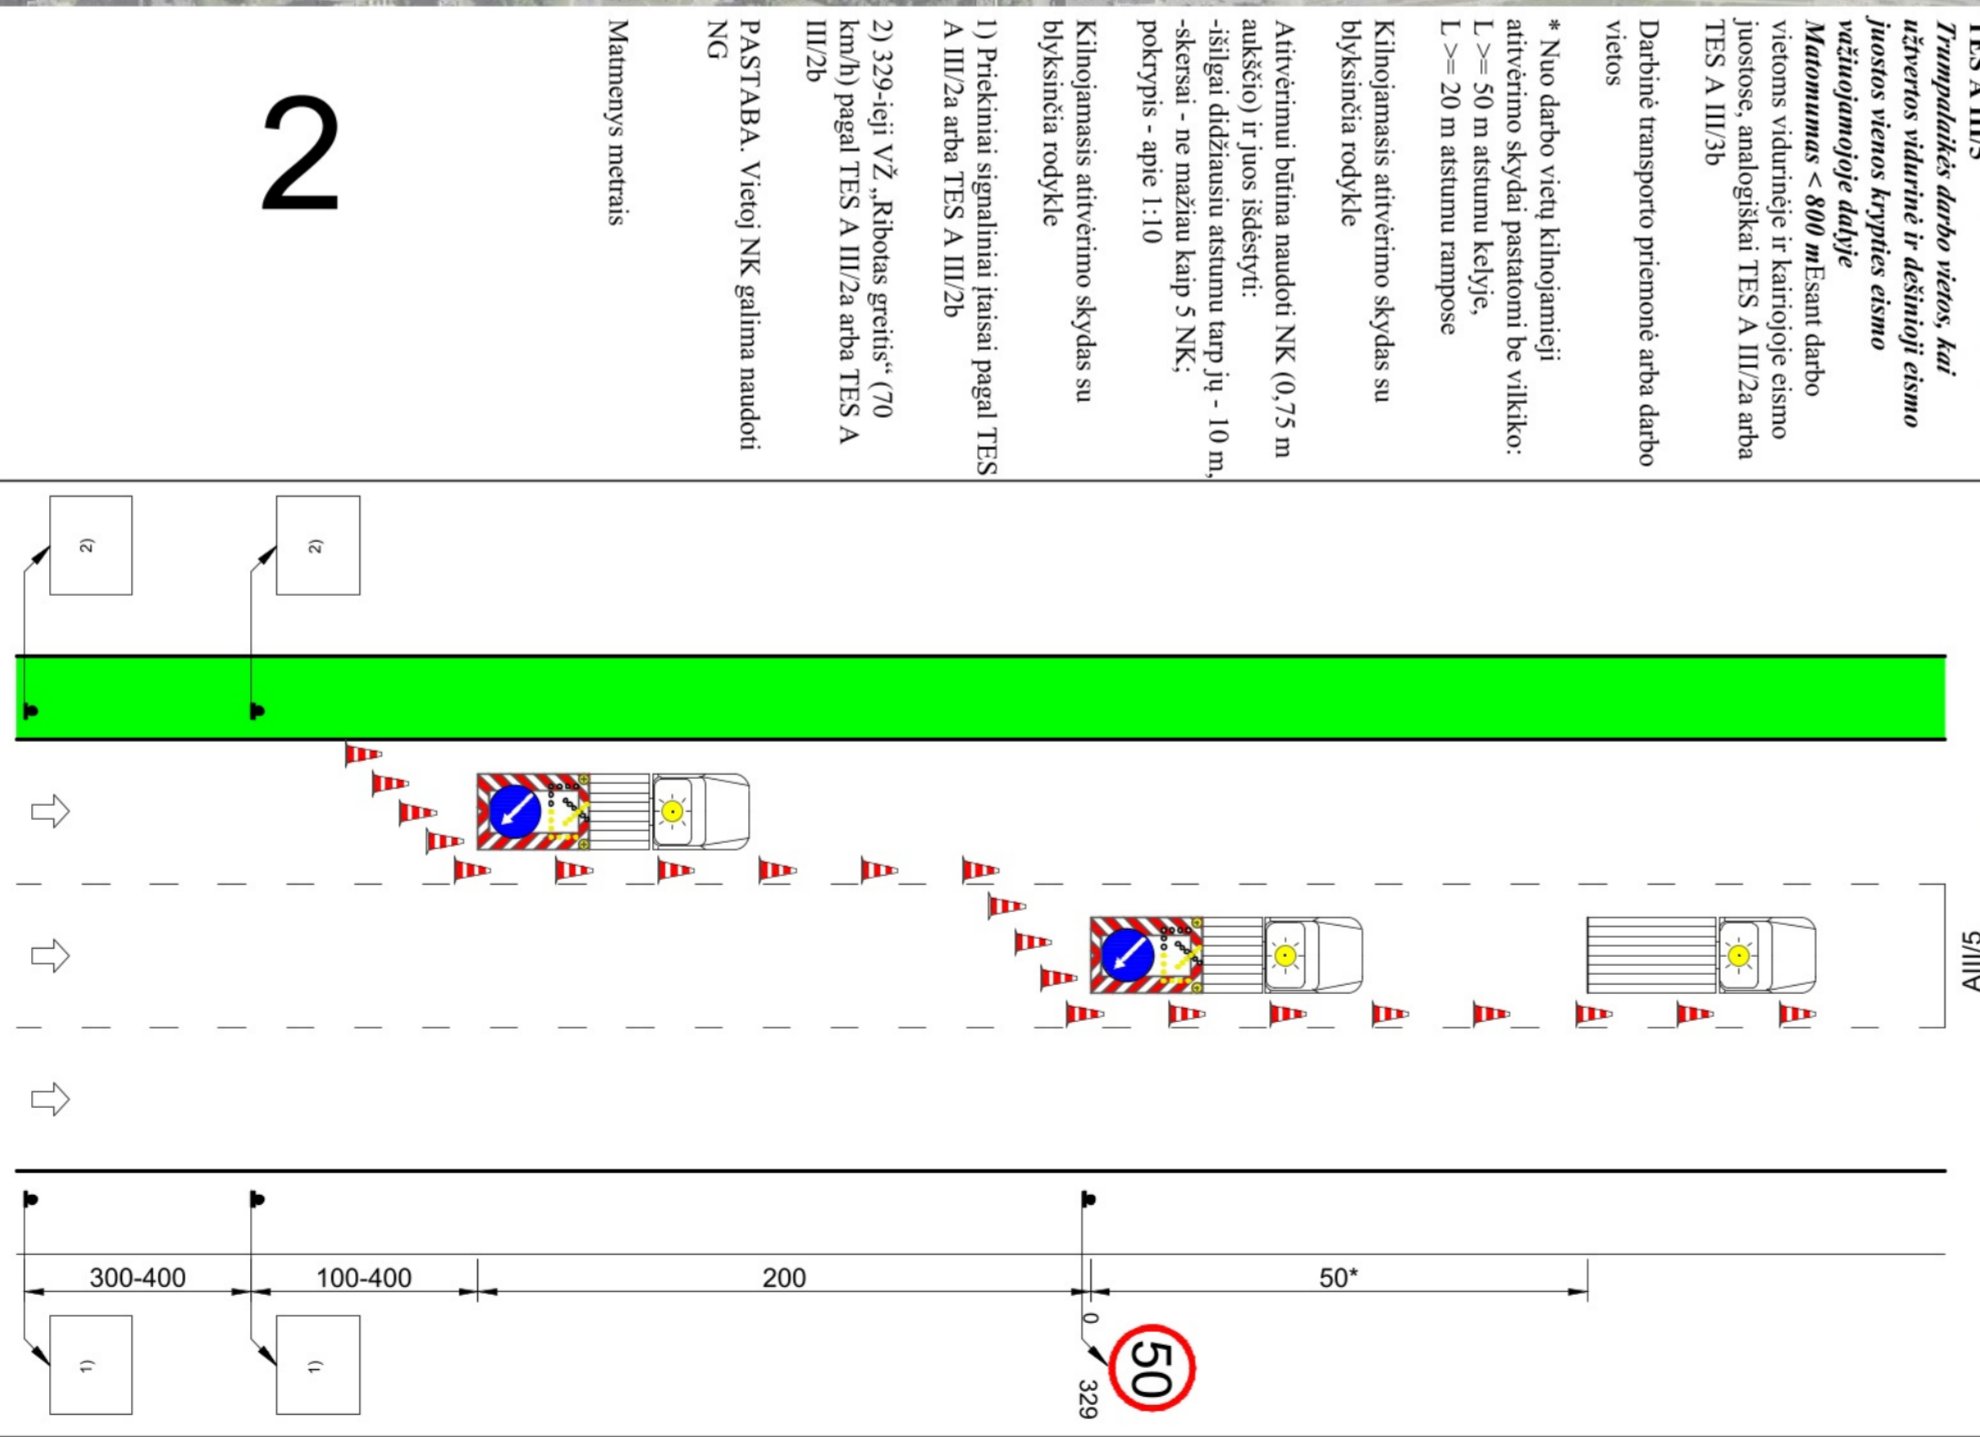 TES A III/3
Trumpalaikės darbo vietos, kai
užtvertos vidurinė ir dešinioji eismo
juostos vienos krypties eismo
važiuojamojoje dalyje
Matomumas < 800 mEsant darbo
vietoms vidurinėje ir kairiojoje eismo
juostose, analogiškai TES A III/2a arba
TES A III/3b
Darbinė transporto priemonė arba darbo
vietos
* Nuo darbo vietų kilnojamieji
atitvėrimo skydai pastatomi be vilkiko:
L >= 50 m atstumu kelyje,
L >= 20 m atstumu rampose
Kilnojamasis atitvėrimo skydas su
blyksinčia rodykle
Atitvėrimui būtina naudoti NK (0,75 m
aukščio) ir juos išdėstyti:
-išilgai didžiausiu atstumu tarp jų - 10 m,
-skersai - ne mažiau kaip 5 NK;
pokrypis - apie 1:10
Kilnojamasis atitvėrimo skydas su
blyksinčia rodykle
1) Priekiniai signaliniai įtaisai pagal TES
A III/2a arba TES A III/2b
2) 329-ieji VŽ „Ribotas greitis“ (70
km/h) pagal TES A III/2a arba TES A
III/2b
PASTABA. Vietoj NK galima naudoti
NG
Matmenys metrais
2
2)
2)
AIII/5
300-400
100-400
200
50*
0
50
329
1)
1)